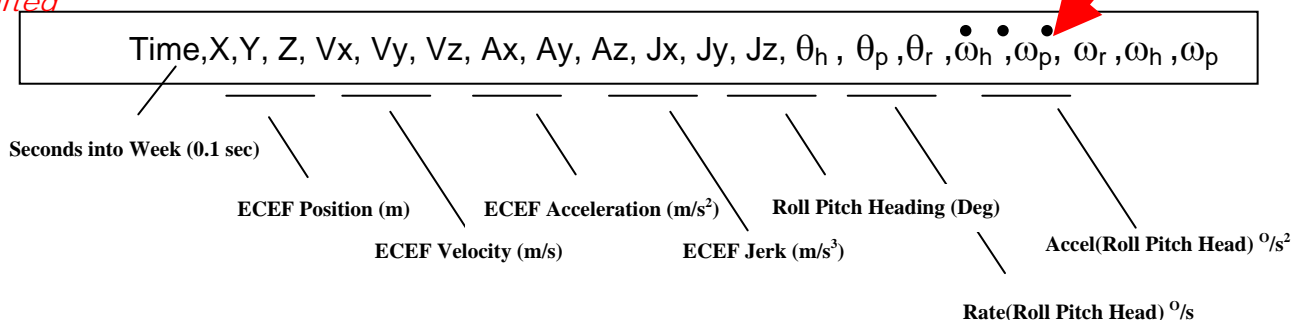 Time,X,Y, Z, Vx, Vy, Vz, Ax, Ay, Az, Jx, Jy, Jz, θₕ, θₚ,θᵣ,ω̇ₕ,ω̇ₚ, ωᵣ,ωₕ,ωₚ
Seconds into Week (0.1 sec)
ECEF Position (m)
ECEF Acceleration (m/s²)
Roll Pitch Heading (Deg)
ECEF Velocity (m/s)
ECEF Jerk (m/s³)
Accel(Roll Pitch Head) ᴼ/s²
Rate(Roll Pitch Head) ᴼ/s